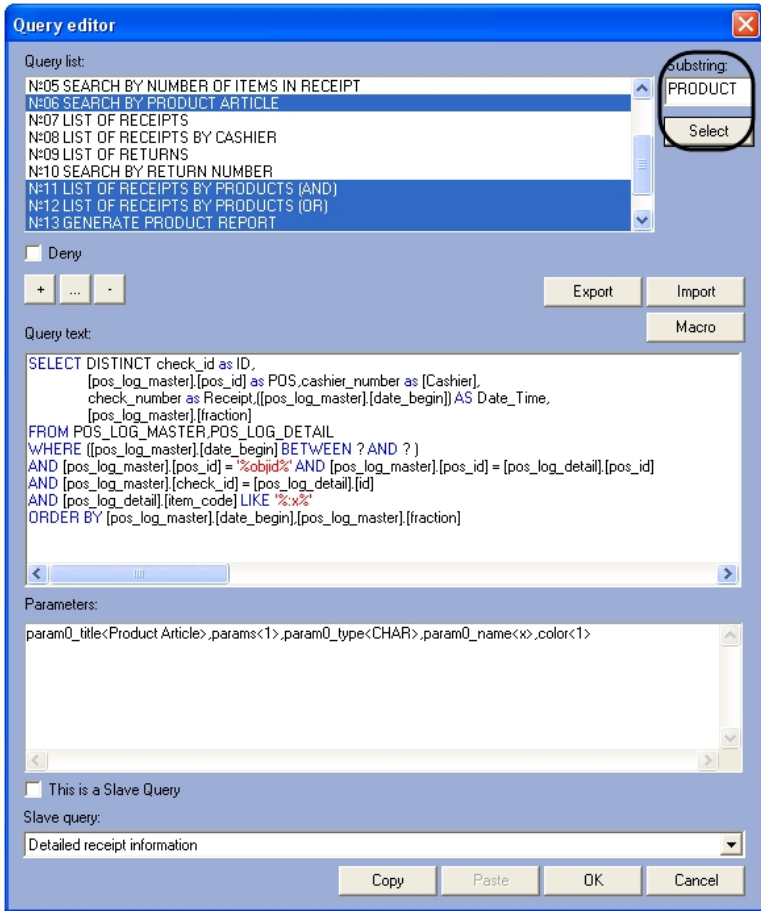 Query editor
Query list:
Substring:
№05 SEARCH BY NUMBER OF ITEMS IN RECEIPT
PRODUCT
№06 SEARCH BY PRODUCT ARTICLE
№07 LIST OF RECEIPTS
Select
№08 LIST OF RECEIPTS BY CASHIER
№09 LIST OF RETURNS
№10 SEARCH BY RETURN NUMBER
№11 LIST OF RECEIPTS BY PRODUCTS (AND)
№12 LIST OF RECEIPTS BY PRODUCTS (OR)
№13 GENERATE PRODUCT REPORT
Deny
+ ... - Export Import
Macro
Query text:
SELECT DISTINCT check_id as ID,
[pos_log_master].[pos_id] as POS,cashier_number as [Cashier],
check_number as Receipt,([pos_log_master].[date_begin]) AS Date_Time,
[pos_log_master].[fraction]
FROM POS_LOG_MASTER,POS_LOG_DETAIL
WHERE ([pos_log_master].[date_begin] BETWEEN ? AND ? )
AND [pos_log_master].[pos_id] = '%objid%' AND [pos_log_master].[pos_id] = [pos_log_detail].[pos_id]
AND [pos_log_master].[check_id] = [pos_log_detail].[id]
AND [pos_log_detail].[item_code] LIKE '%:x%'
ORDER BY [pos_log_master].[date_begin],[pos_log_master].[fraction]
Parameters:
param0_title<Product Article>,params<1>,param0_type<CHAR>,param0_name<x>,color<1>
This is a Slave Query
Slave query:
Detailed receipt information
Copy Paste OK Cancel